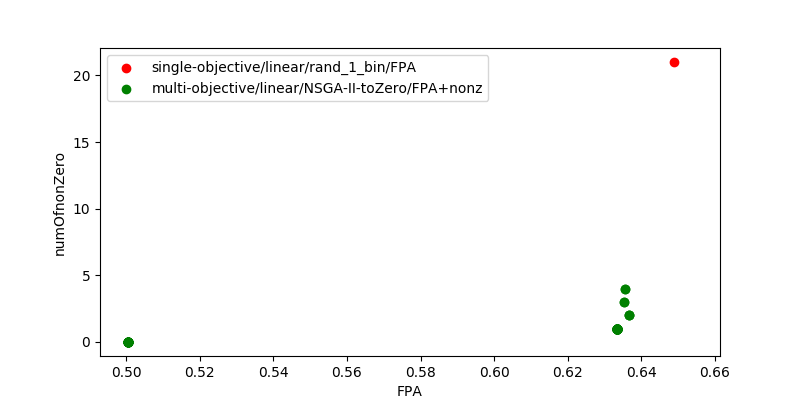 single-objective/linear/rand_1_bin/FPA
multi-objective/linear/NSGA-II-toZero/FPA+nonz
numOfnonZero
20
15
10
5
0
0.50 0.52 0.54 0.56 0.58 0.60 0.62 0.64 0.66
FPA